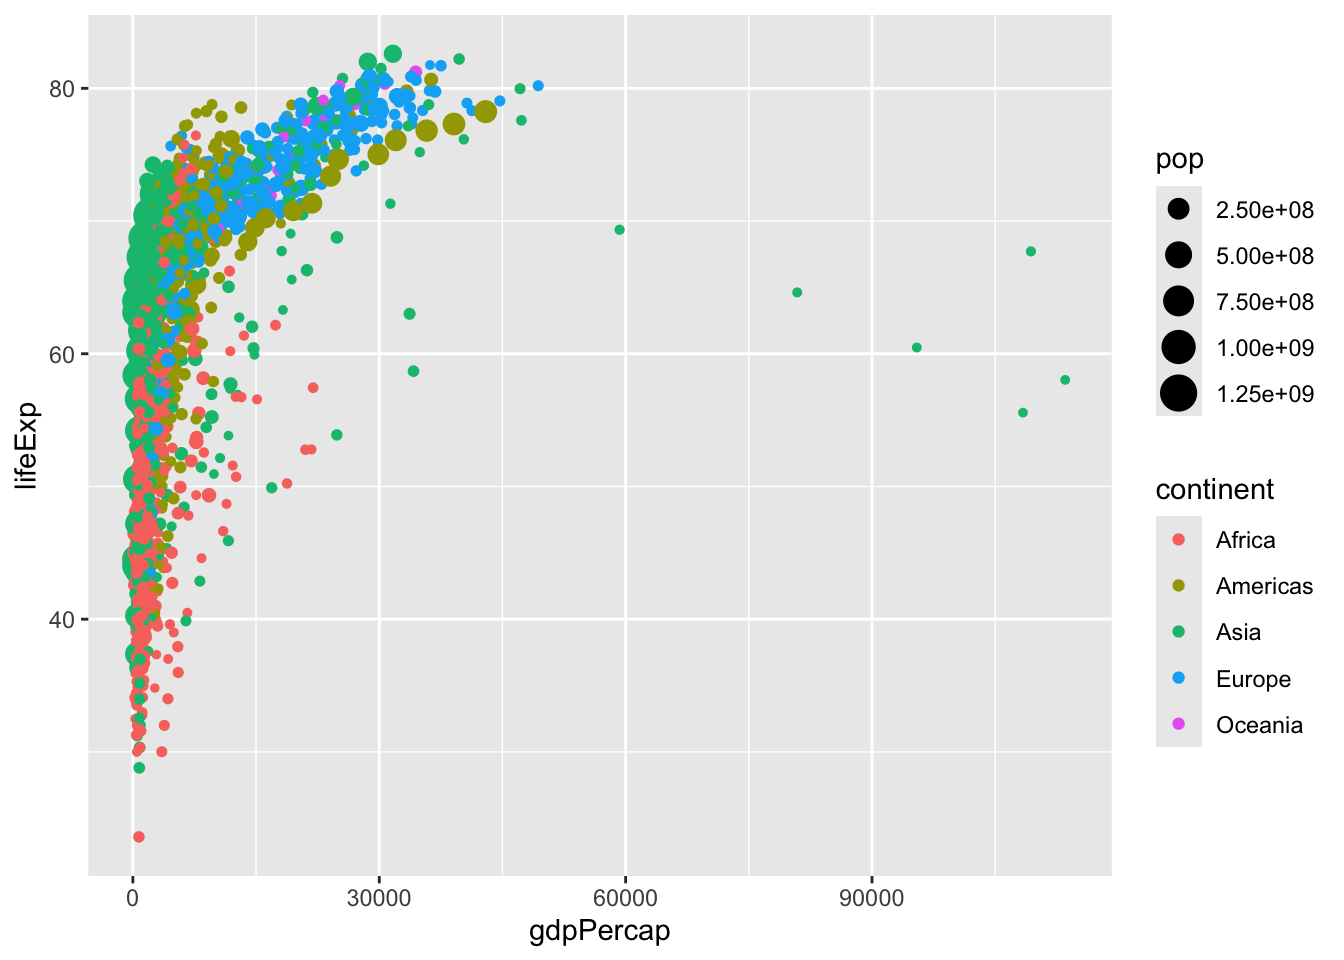 80
60
40
lifeExp
0
30000
60000
90000
gdpPercap
pop
2.50e+08
5.00e+08
7.50e+08
1.00e+09
1.25e+09
continent
Africa
Americas
Asia
Europe
Oceania